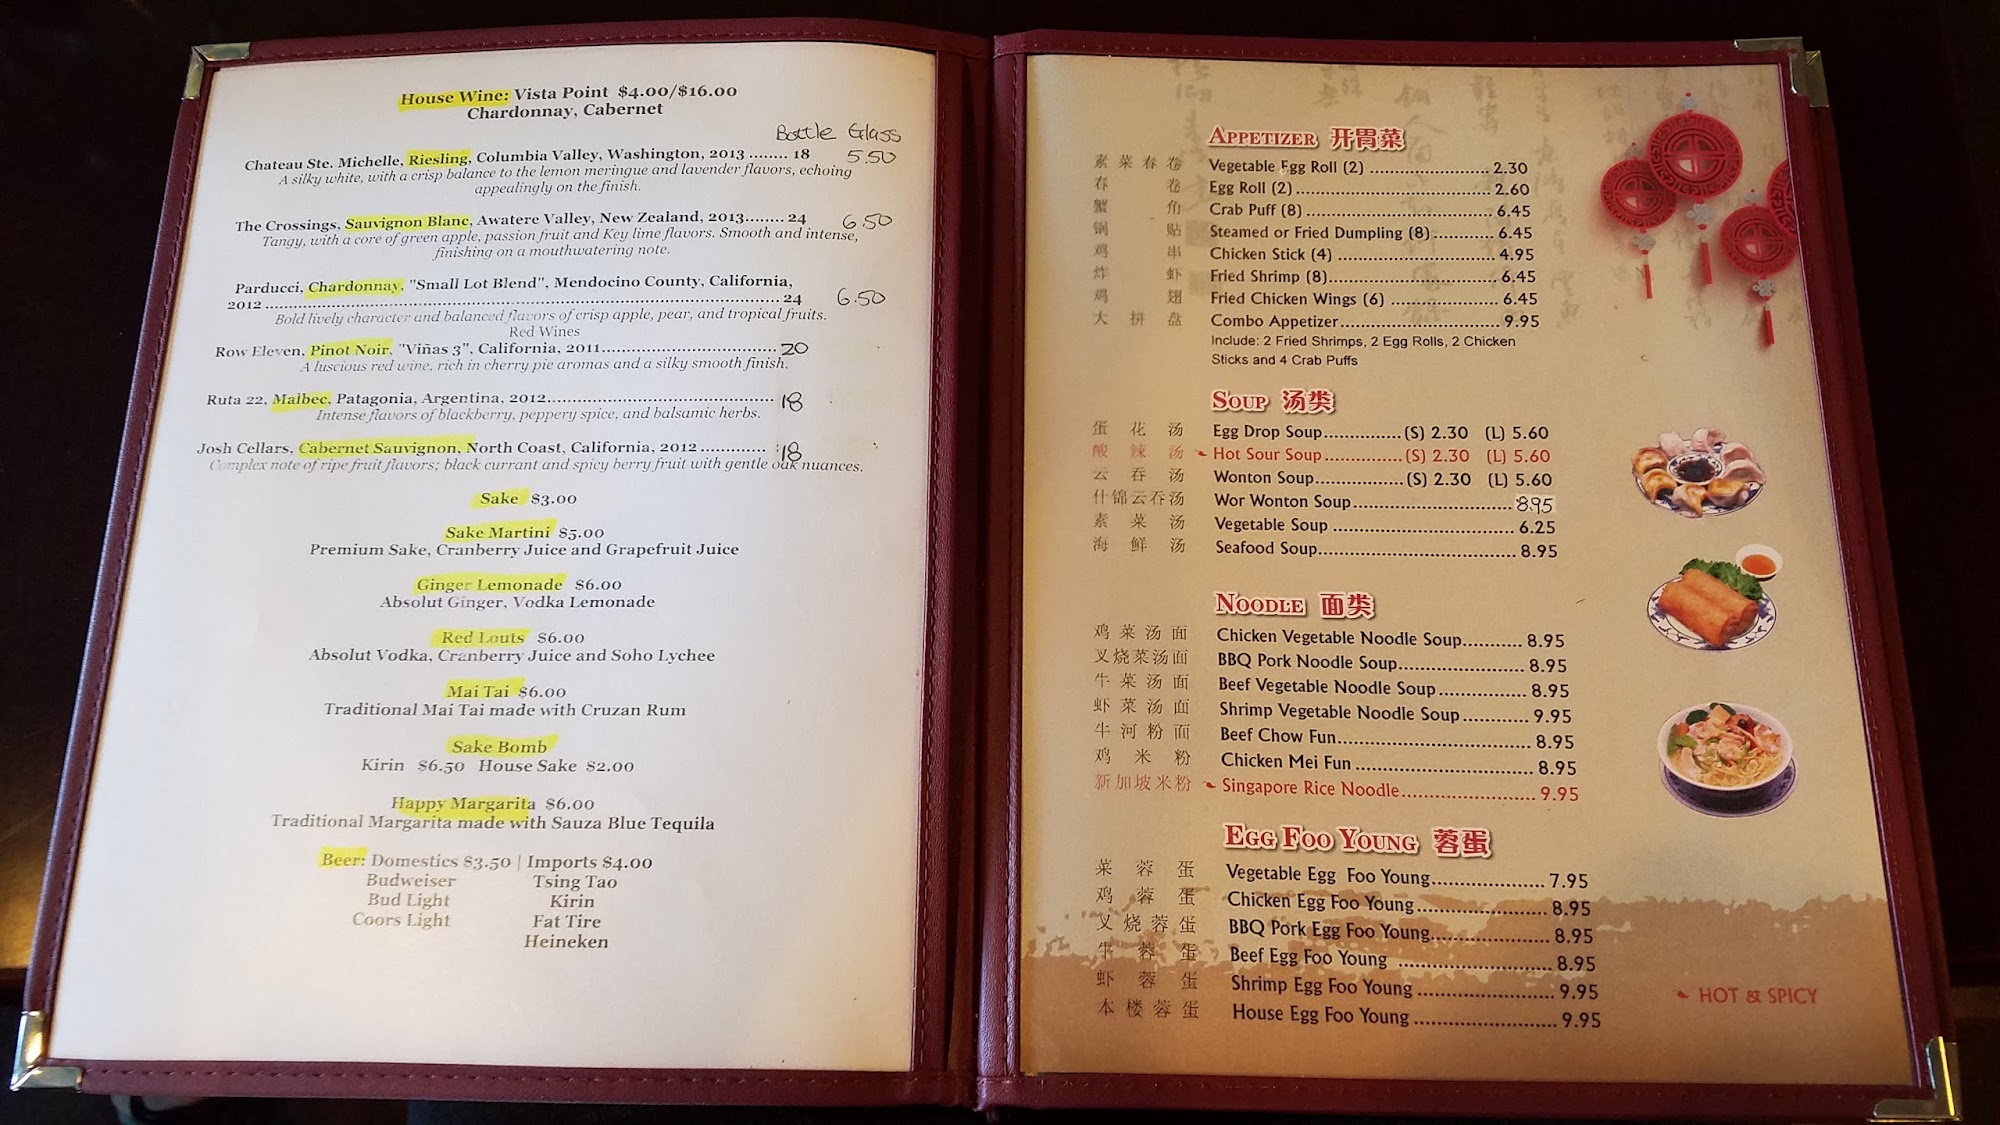 House Wine: Vista Point $4.00/$16.00
Chardonnay, Cabernet
Bottle Glass
Chateau Ste. Michelle, Riesling, Columbia Valley, Washington, 2013 ........ 18 5.50
A silky white, with a crisp balance to the lemon meringue and lavender flavors, echoing
appealingly on the finish.
The Crossings, Sauvignon Blanc, Awatere Valley, New Zealand, 2013........ 24 6.50
Tangy, with a core of green apple, passion fruit and Key lime flavors. Smooth and intense,
finishing on a mouthwatering note.
Parducci, Chardonnay, "Small Lot Blend", Mendocino County, California,
2012 ........ 24 6.50
Bold lively character and balanced flavors of crisp apple, pear, and tropical fruits.
Red Wines
Row Eleven, Pinot Noir, "Viñas 3", California, 2011........ 20
A luscious red wine, rich in cherry pie aromas and a silky smooth finish.
Ruta 22, Malbec, Patagonia, Argentina, 2012........ 18
Intense flavors of blackberry, peppery spice, and balsamic herbs.
Josh Cellars, Cabernet Sauvignon, North Coast, California, 2012 ........ 18
Complex note of ripe fruit flavors; black currant and spicy berry fruit with gentle oak nuances.
Sake $3.00
Sake Martini $5.00
Premium Sake, Cranberry Juice and Grapefruit Juice
Ginger Lemonade $6.00
Absolut Ginger, Vodka Lemonade
Red Louts $6.00
Absolut Vodka, Cranberry Juice and Soho Lychee
Mai Tai $6.00
Traditional Mai Tai made with Cruzan Rum
Sake Bomb
Kirin $6.50 House Sake $2.00
Happy Margarita $6.00
Traditional Margarita made with Sauza Blue Tequila
Beer: Domestics $3.50 | Imports $4.00
Budweiser Tsing Tao
Bud Light Kirin
Coors Light Fat Tire
Heineken
APPETIZER 开胃菜
素菜春卷 Vegetable Egg Roll (2) ........ 2.30
春卷 Egg Roll (2) ........ 2.60
蟹角 Crab Puff (8) ........ 6.45
锅贴 Steamed or Fried Dumpling (8) ........ 6.45
鸡串 Chicken Stick (4) ........ 4.95
炸虾 Fried Shrimp (8) ........ 6.45
鸡翅 Fried Chicken Wings (6) ........ 6.45
大拼盘 Combo Appetizer ........ 9.95
Include: 2 Fried Shrimps, 2 Egg Rolls, 2 Chicken
Sticks and 4 Crab Puffs
SOUP 汤类
蛋花汤 Egg Drop Soup ........ (S) 2.30 (L) 5.60
酸辣汤 Hot Sour Soup ........ (S) 2.30 (L) 5.60
云吞汤 Wonton Soup ........ (S) 2.30 (L) 5.60
什锦云吞汤 Wor Wonton Soup ........ 8.95
素菜汤 Vegetable Soup ........ 6.25
海鲜汤 Seafood Soup ........ 8.95
NOODLE 面类
鸡菜汤面 Chicken Vegetable Noodle Soup ........ 8.95
叉烧菜汤面 BBQ Pork Noodle Soup ........ 8.95
牛菜汤面 Beef Vegetable Noodle Soup ........ 8.95
虾菜汤面 Shrimp Vegetable Noodle Soup ........ 9.95
牛河粉面 Beef Chow Fun ........ 8.95
鸡米粉 Chicken Mei Fun ........ 8.95
新加坡米粉 Singapore Rice Noodle ........ 9.95
EGG FOO YOUNG 蓉蛋
菜蓉蛋 Vegetable Egg Foo Young ........ 7.95
鸡蓉蛋 Chicken Egg Foo Young ........ 8.95
叉烧蓉蛋 BBQ Pork Egg Foo Young ........ 8.95
牛蓉蛋 Beef Egg Foo Young ........ 8.95
虾蓉蛋 Shrimp Egg Foo Young ........ 9.95
本楼蓉蛋 House Egg Foo Young ........ 9.95
HOT & SPICY